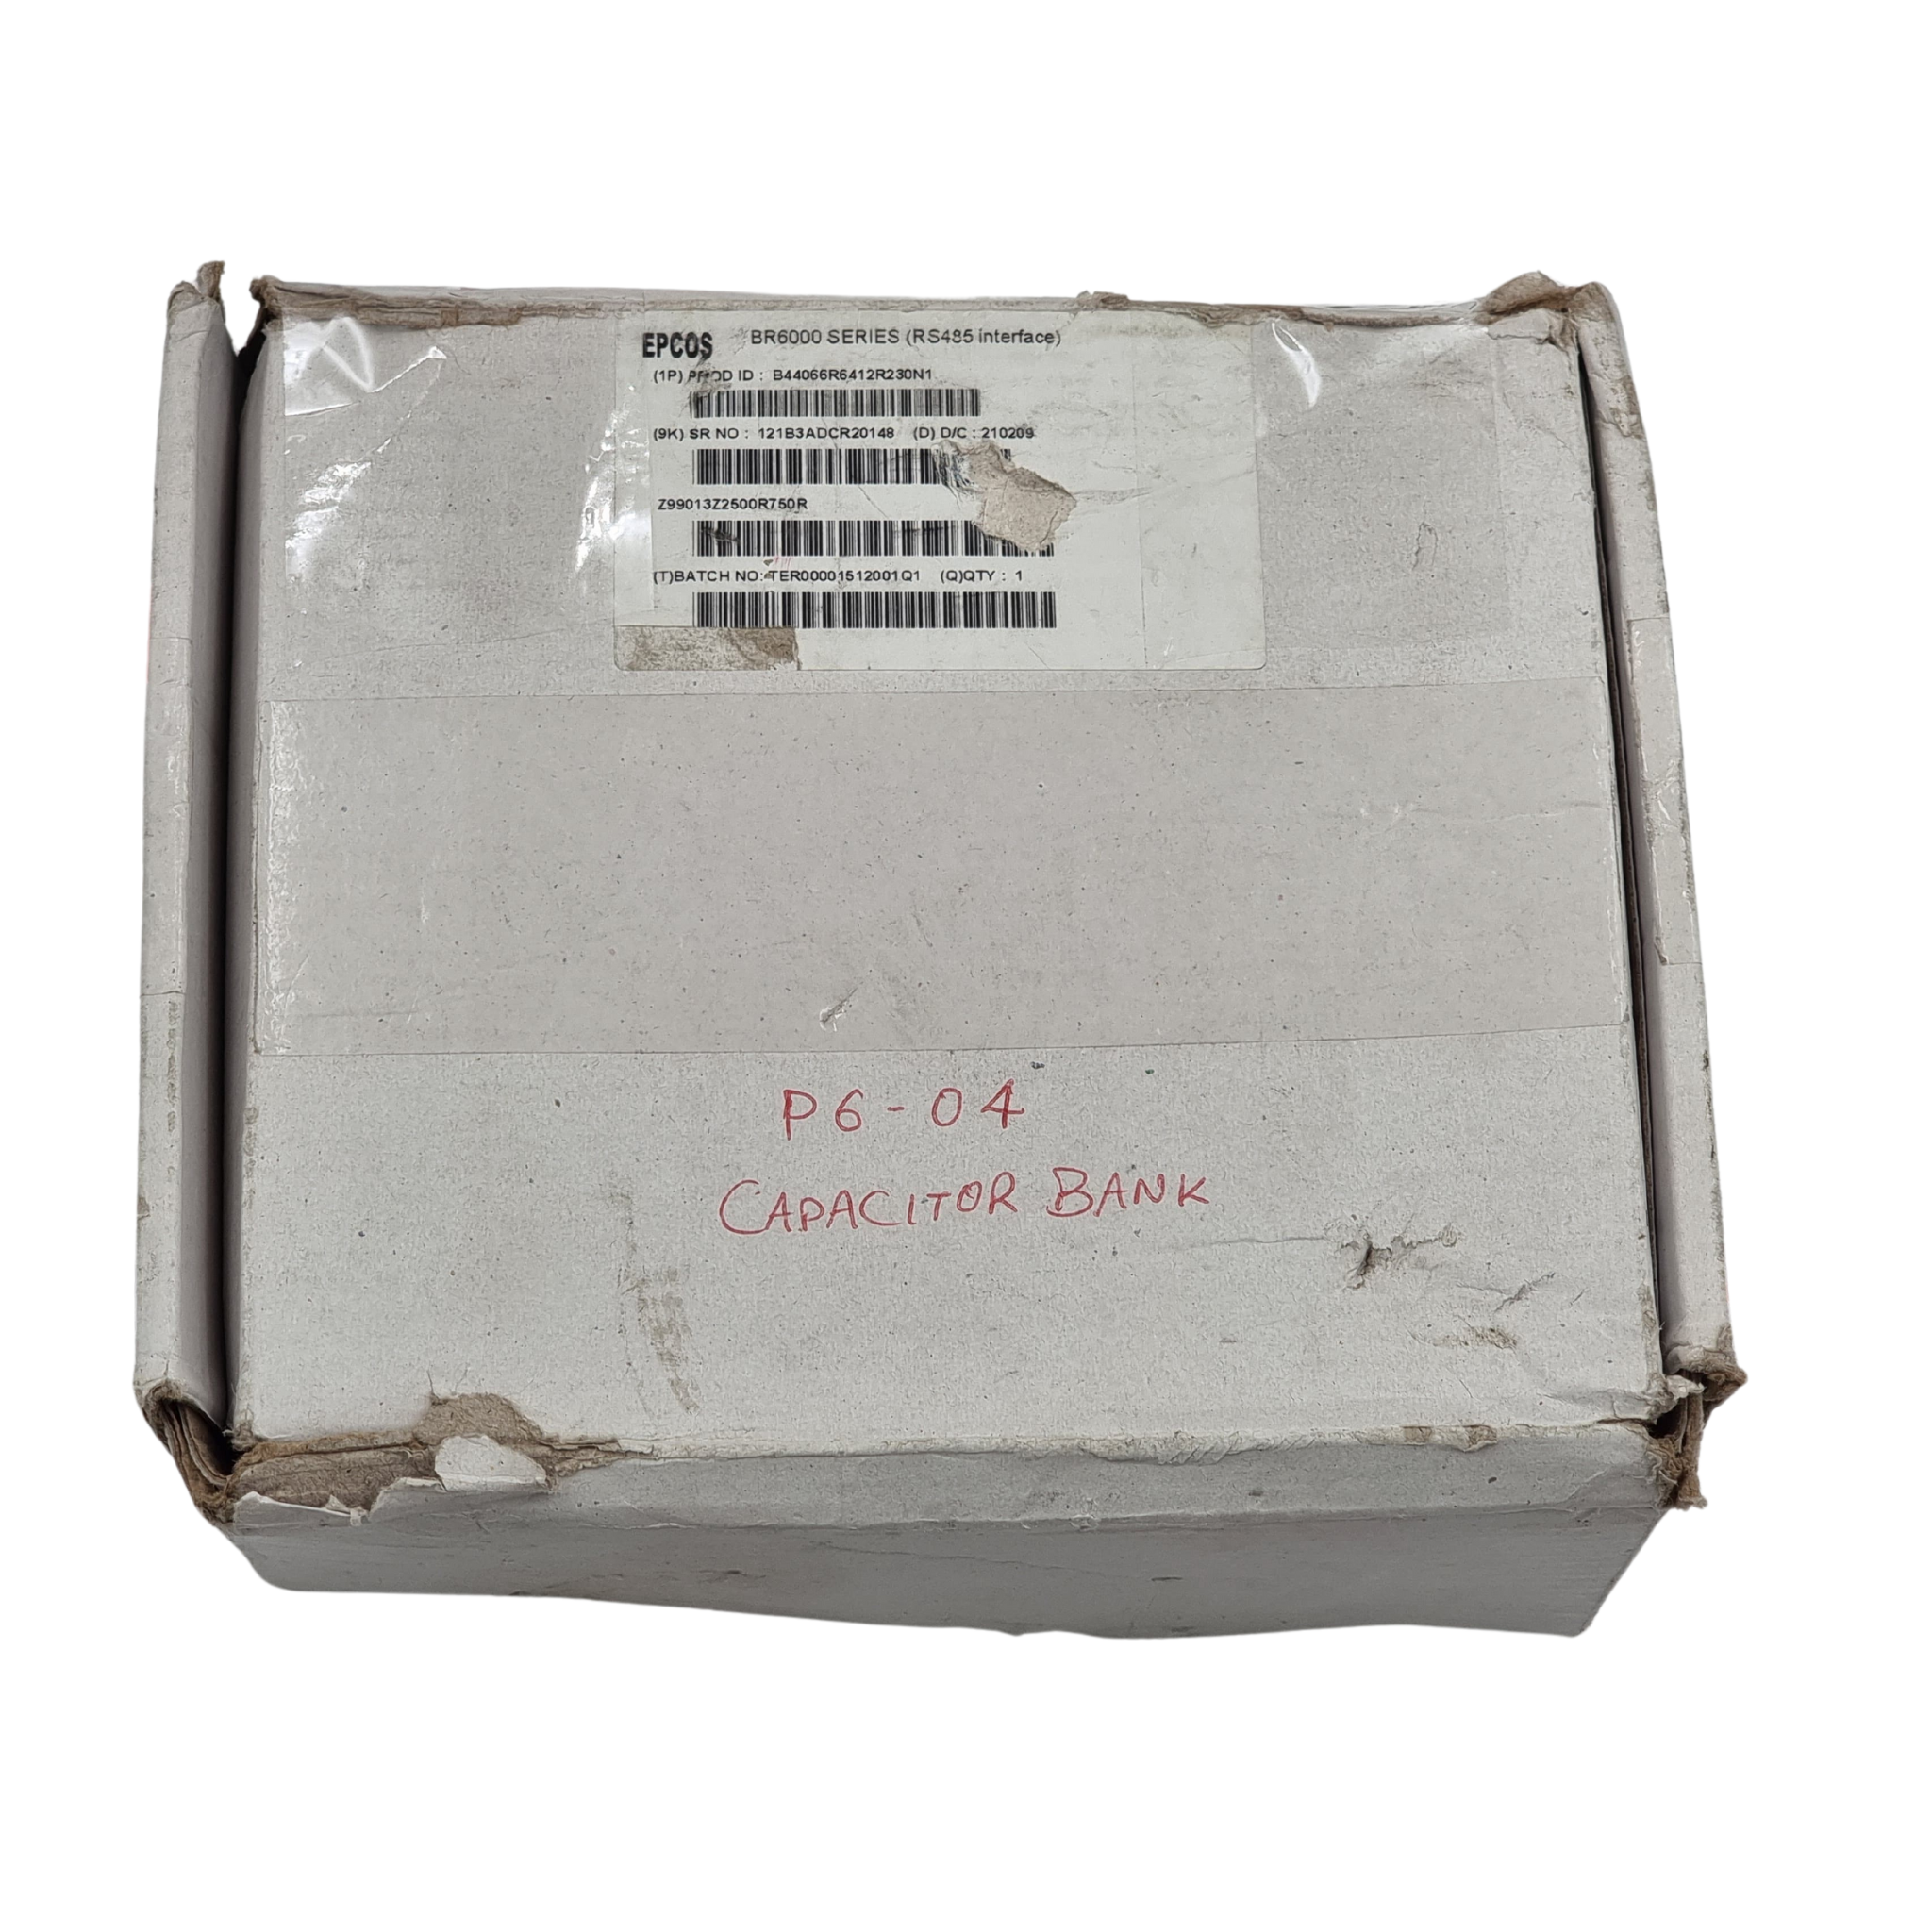 EPCOS BR6000 SERIES (RS485 interface)
(1P) PROD ID : B44066R6412R230N1
(9K) SR NO : 121B3ADCR20148 (D) D/C : 210209
Z99013Z2500R750R
(T)BATCH NO: TER00001512001Q1 (Q)QTY : 1
P6-04
CAPACITOR BANK